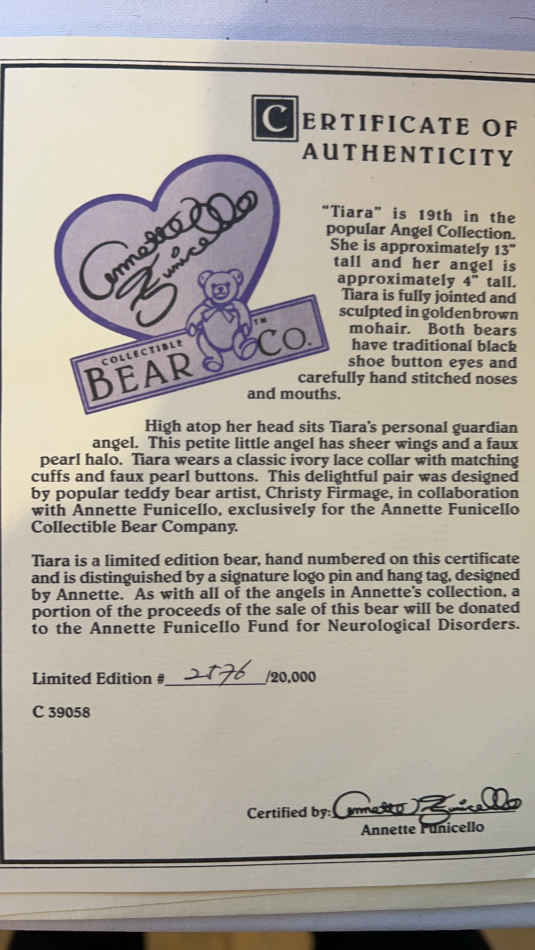 CERTIFICATE OF
AUTHENTICITY
Annette
Funicello
COLLECTIBLE
BEAR CO.™
"Tiara" is 19th in the
popular Angel Collection.
She is approximately 13"
tall and her angel is
approximately 4" tall.
Tiara is fully jointed and
sculpted in golden brown
mohair. Both bears
have traditional black
shoe button eyes and
carefully hand stitched noses
and mouths.
High atop her head sits Tiara's personal guardian
angel. This petite little angel has sheer wings and a faux
pearl halo. Tiara wears a classic ivory lace collar with matching
cuffs and faux pearl buttons. This delightful pair was designed
by popular teddy bear artist, Christy Firmage, in collaboration
with Annette Funicello, exclusively for the Annette Funicello
Collectible Bear Company.
Tiara is a limited edition bear, hand numbered on this certificate
and is distinguished by a signature logo pin and hang tag, designed
by Annette. As with all of the angels in Annette's collection, a
portion of the proceeds of the sale of this bear will be donated
to the Annette Funicello Fund for Neurological Disorders.
Limited Edition # 2576 /20,000
C 39058
Certified by: Annette Funicello
Annette Funicello